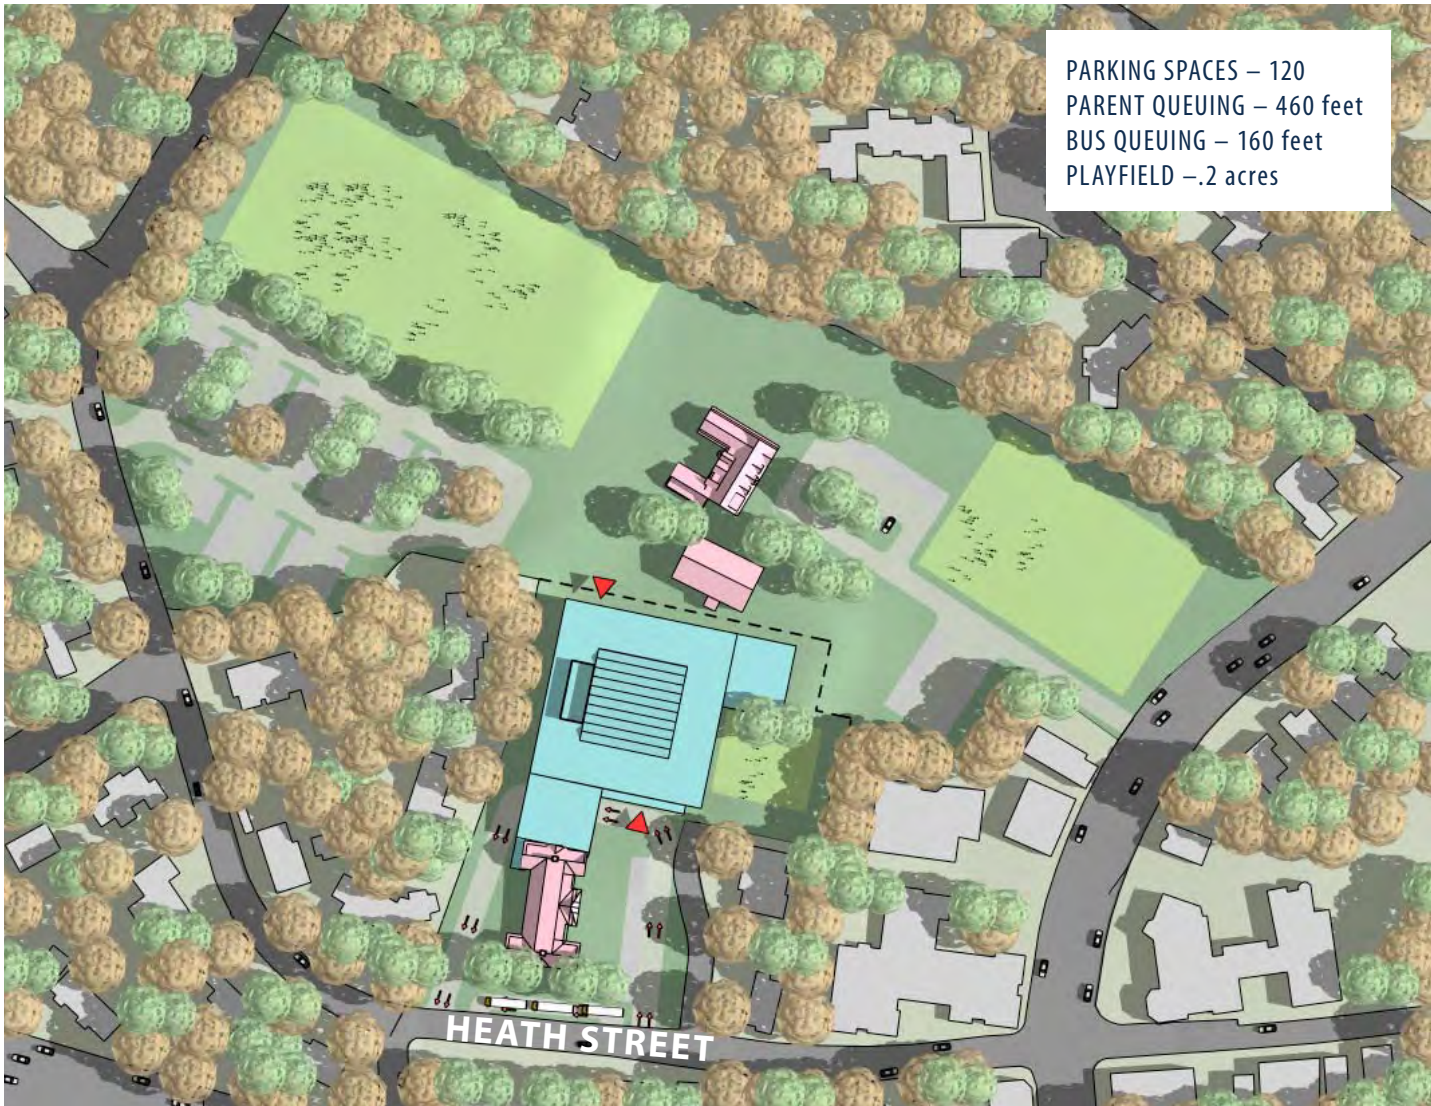 PARKING SPACES – 120
PARENT QUEUING – 460 feet
BUS QUEUING – 160 feet
PLAYFIELD –.2 acres
HEATH STREET